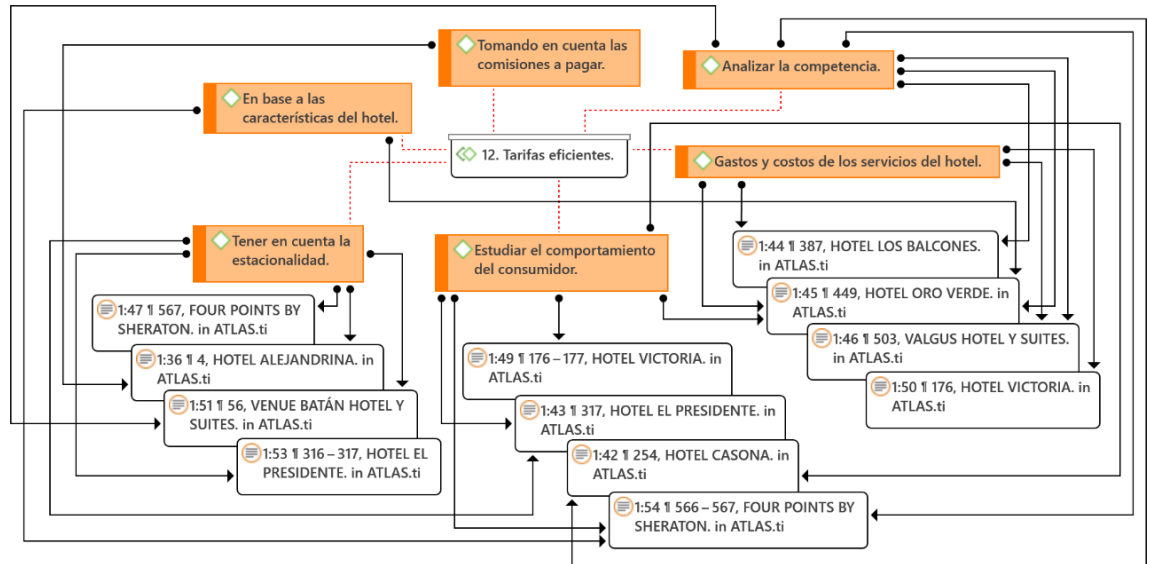 Tomando en cuenta las
comisiones a pagar.
Analizar la competencia.
En base a las
características del hotel.
12. Tarifas eficientes.
Gastos y costos de los servicios del hotel.
Tener en cuenta la
estacionalidad.
Estudiar el comportamiento
del consumidor.
1:44 ¶ 387, HOTEL LOS BALCONES.
in ATLAS.ti
1:45 ¶ 449, HOTEL ORO VERDE. in
ATLAS.ti
1:46 ¶ 503, VALGUS HOTEL Y SUITES.
in ATLAS.ti
1:50 ¶ 176, HOTEL VICTORIA. in
ATLAS.ti
1:47 ¶ 567, FOUR POINTS BY
SHERATON. in ATLAS.ti
1:36 ¶ 4, HOTEL ALEJANDRINA. in
ATLAS.ti
1:51 ¶ 56, VENUE BATÁN HOTEL Y
SUITES. in ATLAS.ti
1:53 ¶ 316 – 317, HOTEL EL
PRESIDENTE. in ATLAS.ti
1:49 ¶ 176 – 177, HOTEL VICTORIA. in
ATLAS.ti
1:43 ¶ 317, HOTEL EL PRESIDENTE. in
ATLAS.ti
1:42 ¶ 254, HOTEL CASONA. in
ATLAS.ti
1:54 ¶ 566 – 567, FOUR POINTS BY
SHERATON. in ATLAS.ti